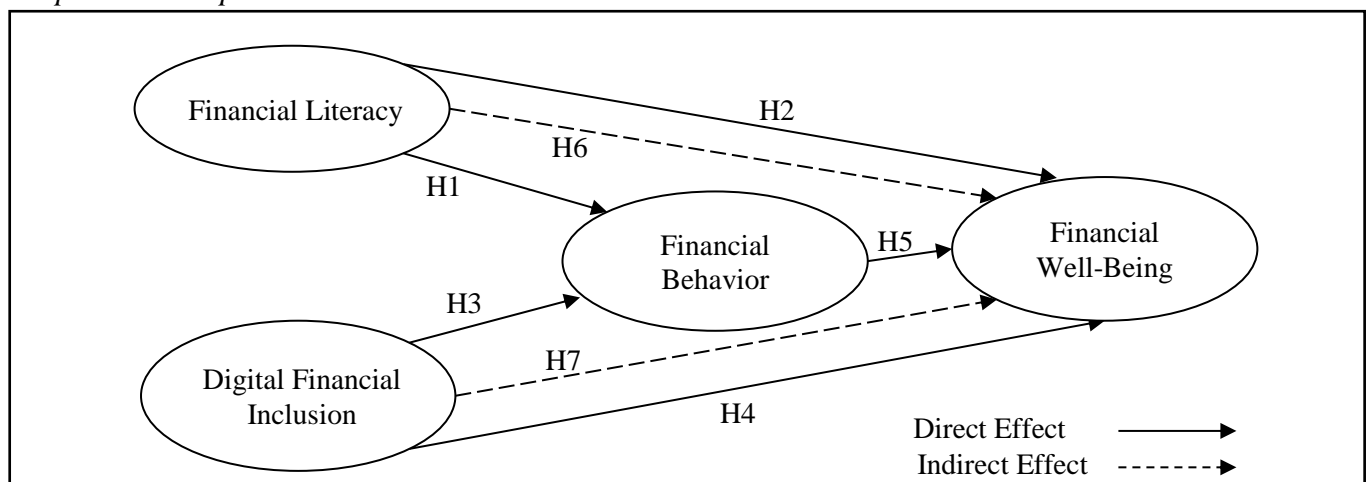 Financial Literacy
H2
H6
H1
Financial
Behavior
H5
Financial
Well-Being
H3
Digital Financial
Inclusion
H7
H4
Direct Effect
Indirect Effect